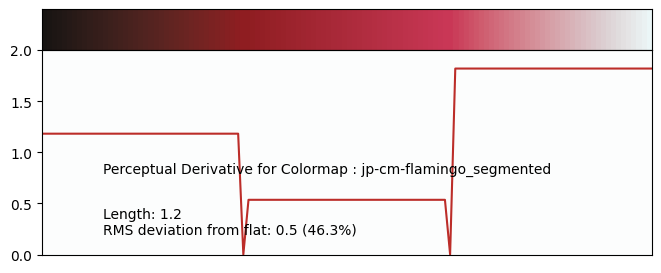 2.0
1.5
1.0
Perceptual Derivative for Colormap : jp-cm-flamingo_segmented
0.5
Length: 1.2
RMS deviation from flat: 0.5 (46.3%)
0.0